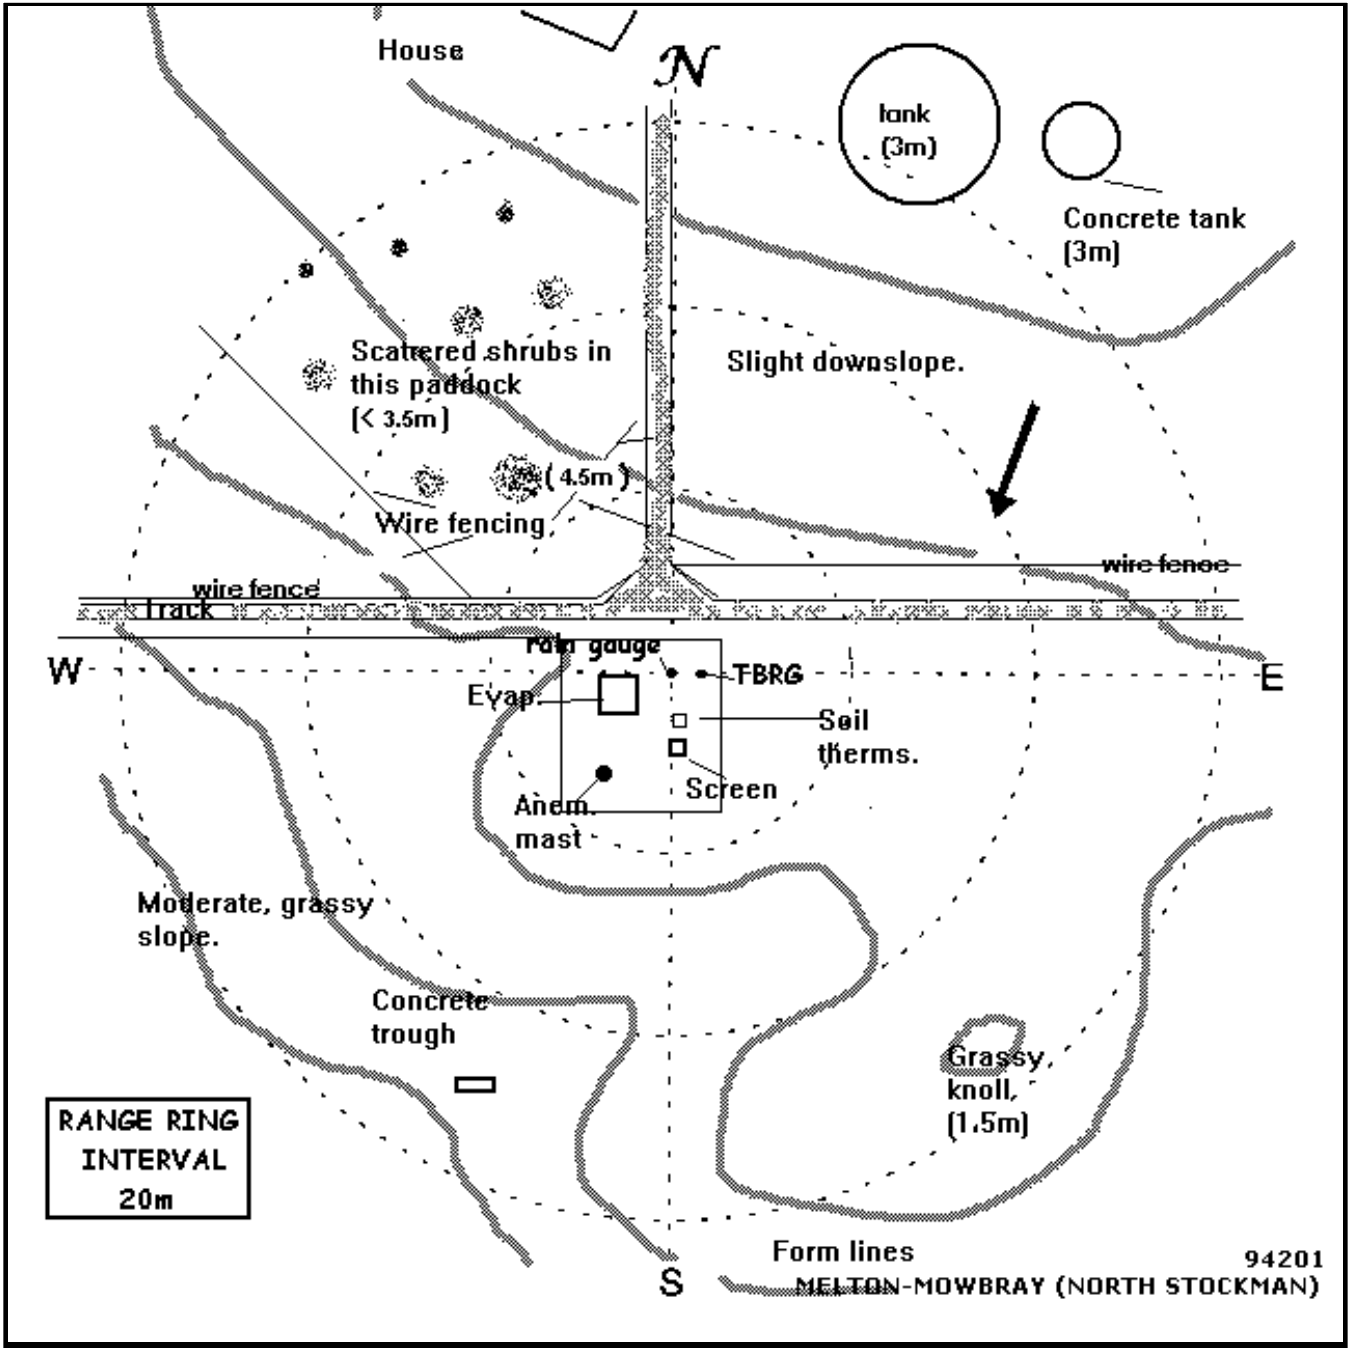 House
N
tank
(3m)
Concrete tank
(3m)
Scattered shrubs in
this paddock
(< 3.5m)
Slight downslope.
(4.5m)
Wire fencing
wire fence
wire fence
Track
rain gauge
W
TBRG
E
Evap.
Soil
therms.
Screen
Anem.
mast
Moderate, grassy
slope.
Concrete
trough
Grassy
knoll,
(1.5m)
RANGE RING
INTERVAL
20m
Form lines
S
94201
MELTON-MOWBRAY (NORTH STOCKMAN)